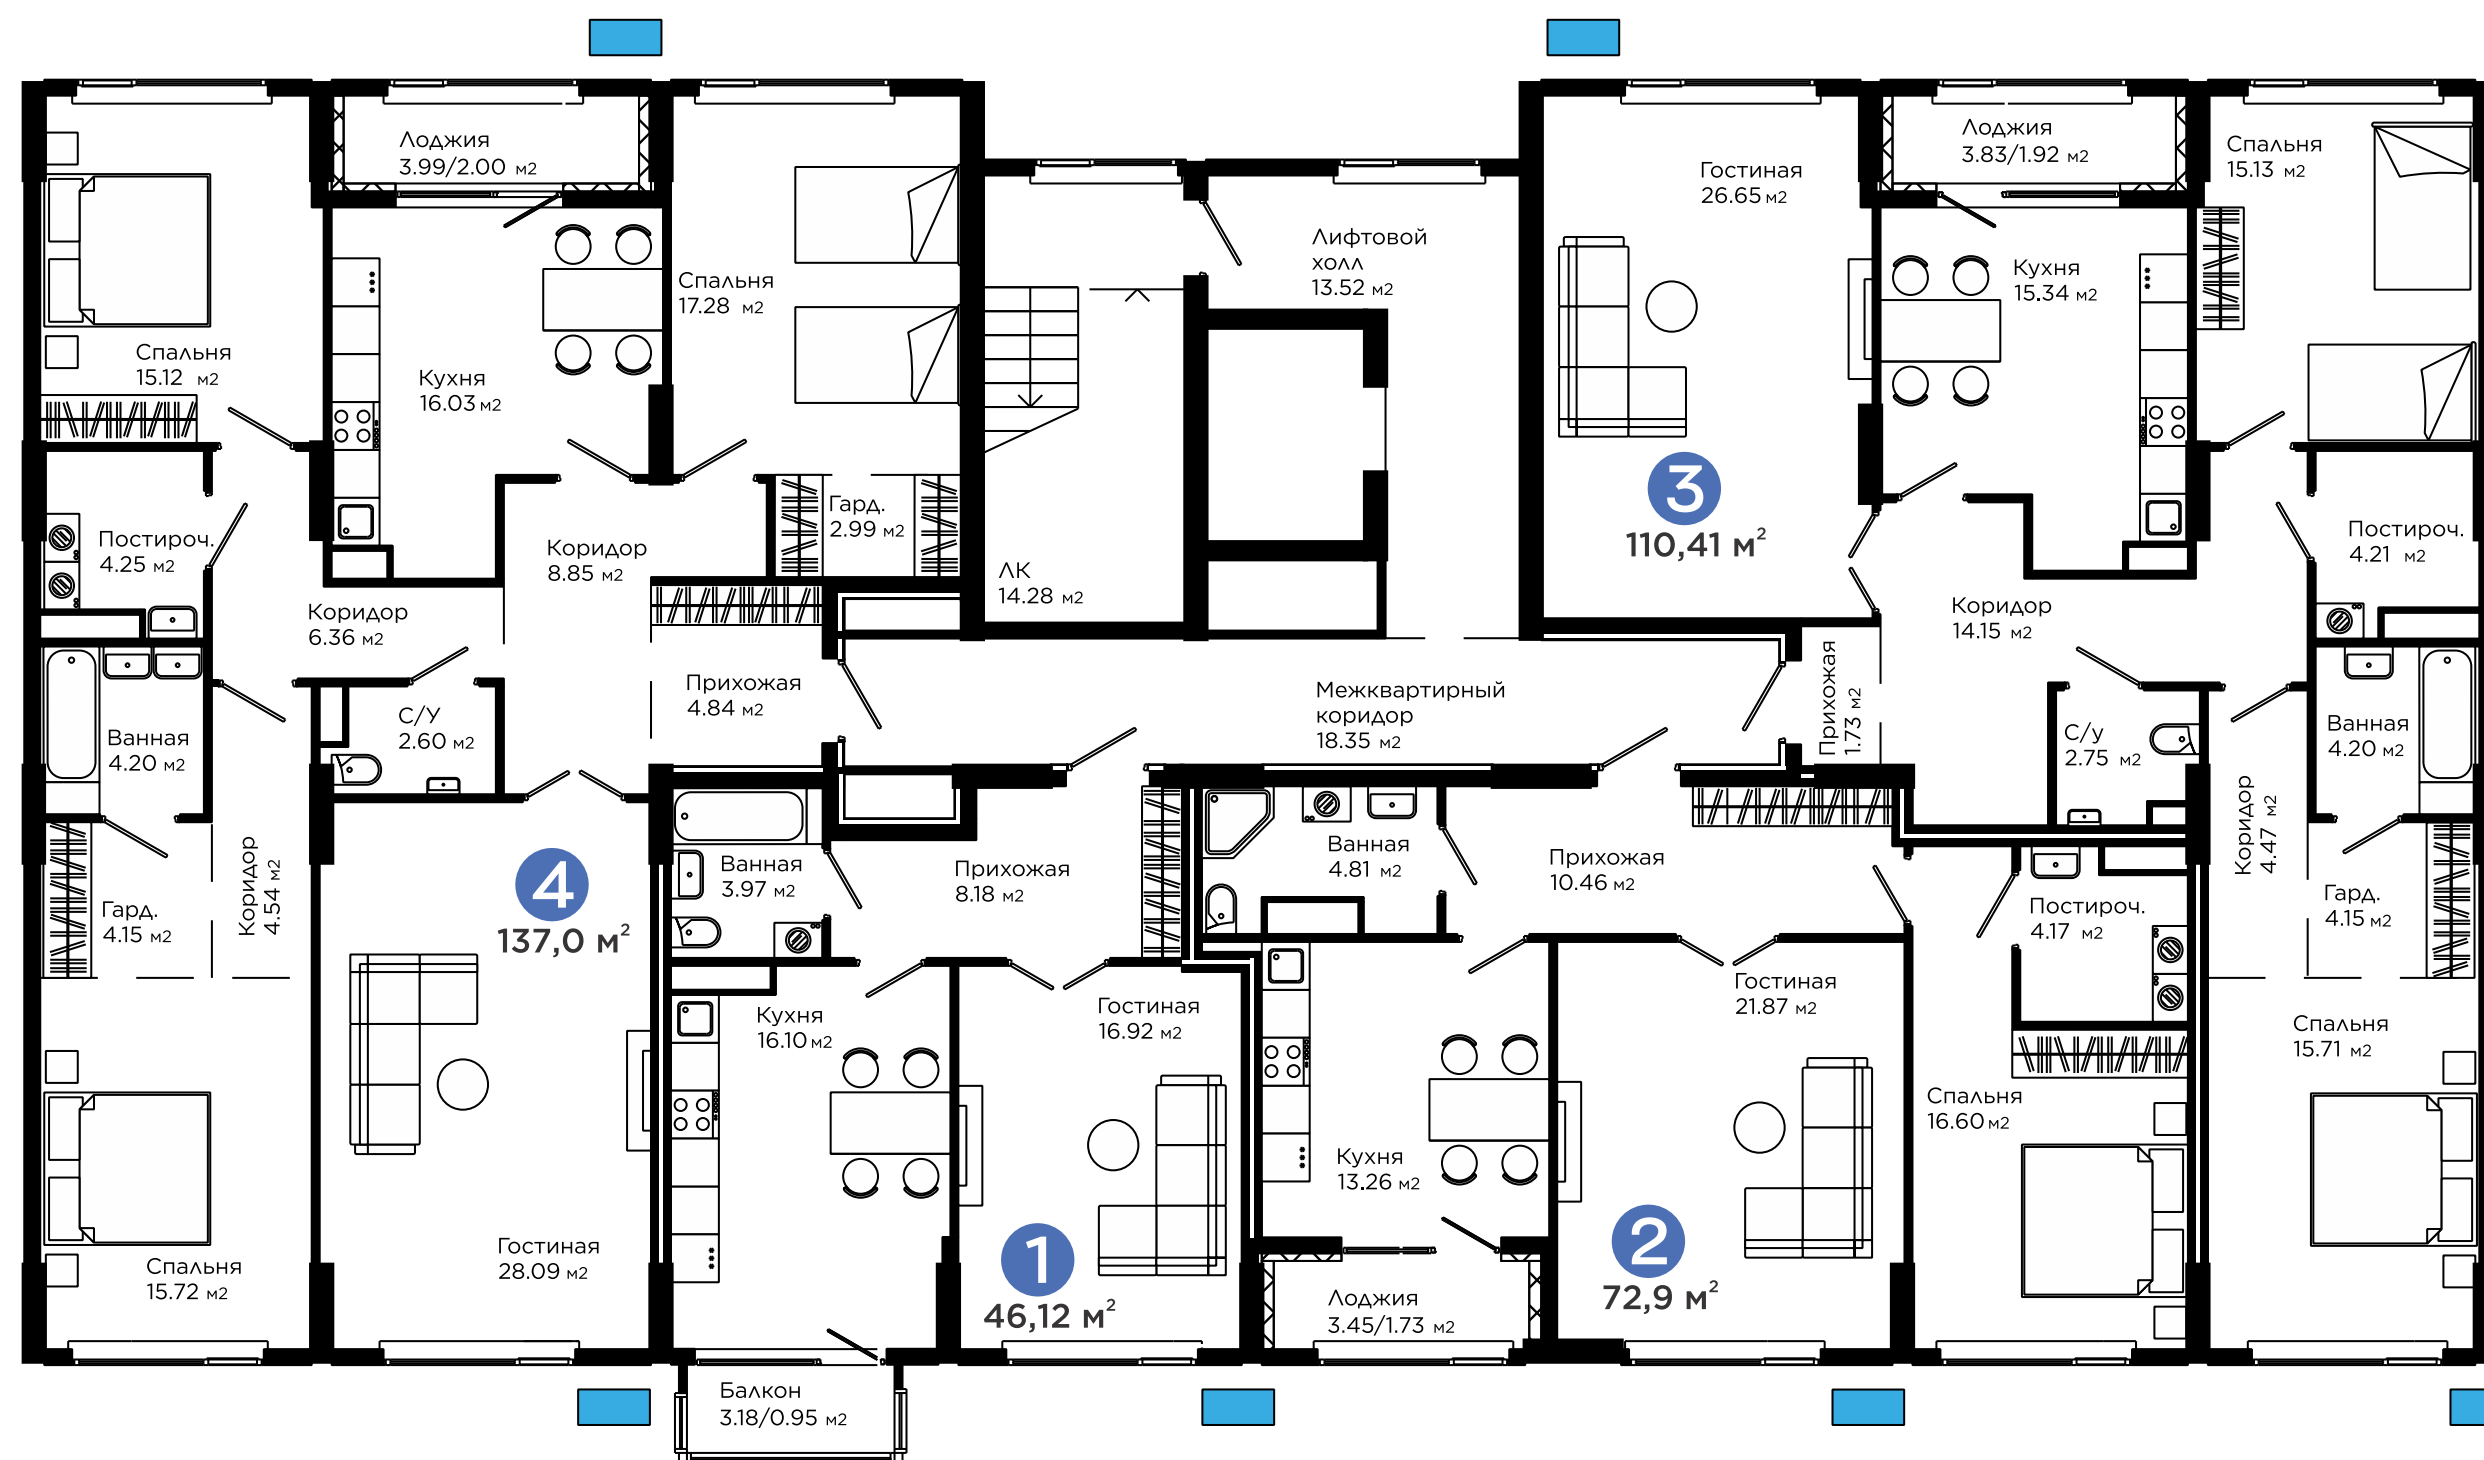 Лоджия
3.99/2.00 м2
Лоджия
3.83/1.92 м2
Спальня
15.13 м2
Гостиная
26.65 м2
Лифтовой
холл
13.52 м2
Кухня
15.34 м2
Спальня
17.28 м2
Спальня
15.12 м2
Кухня
16.03 м2
3
110,41 м²
Гард.
2.99 м2
Постироч.
4.25 м2
Коридор
8.85 м2
ЛК
14.28 м2
Постироч.
4.21 м2
Коридор
6.36 м2
Коридор
14.15 м2
Прихожая
4.84 м2
Межквартирный
коридор
18.35 м2
Прихожая
1.73 м2
С/У
2.60 м2
Ванная
4.20 м2
С/у
2.75 м2
Ванная
4.20 м2
Коридор
4.47 м2
Коридор
4.54 м2
Гард.
4.15 м2
4
137,0 м²
Ванная
3.97 м2
Прихожая
8.18 м2
Ванная
4.81 м2
Прихожая
10.46 м2
Постироч.
4.17 м2
Гард.
4.15 м2
Кухня
16.10 м2
Гостиная
16.92 м2
Гостиная
21.87 м2
Спальня
15.71 м2
Спальня
16.60 м2
Кухня
13.26 м2
Гостиная
28.09 м2
Спальня
15.72 м2
1
46,12 м²
2
72,9 м²
Лоджия
3.45/1.73 м2
Балкон
3.18/0.95 м2